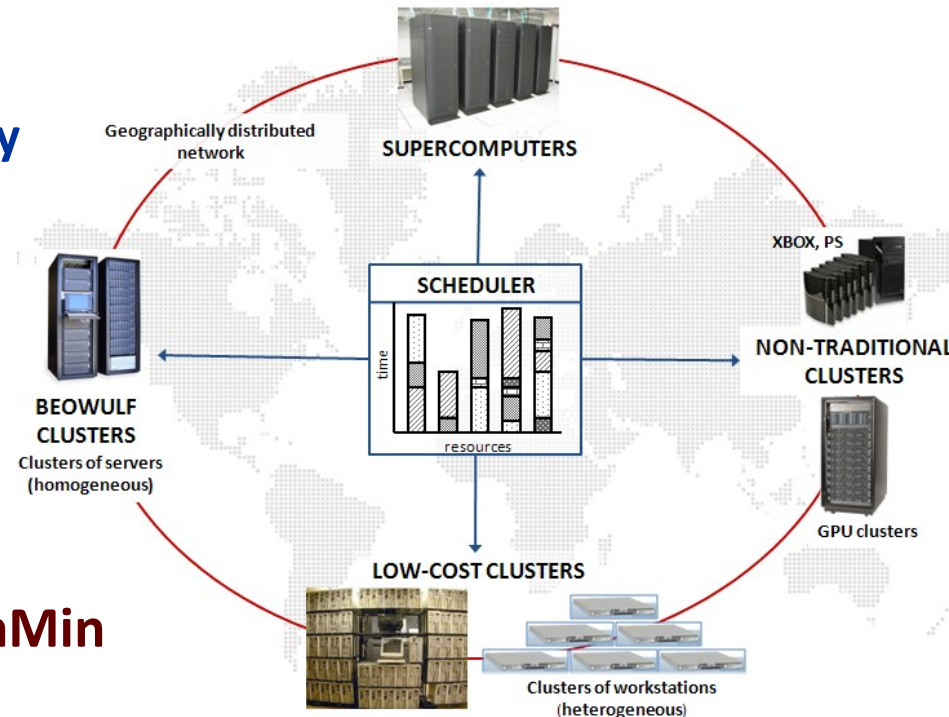 y
Geographically distributed
network
SUPERCOMPUTERS
XBOX, PS
SCHEDULER
time
resources
NON-TRADITIONAL
CLUSTERS
BEOWULF
CLUSTERS
Clusters of servers
(homogeneous)
GPU clusters
LOW-COST CLUSTERS
Clusters of workstations
(heterogeneous)